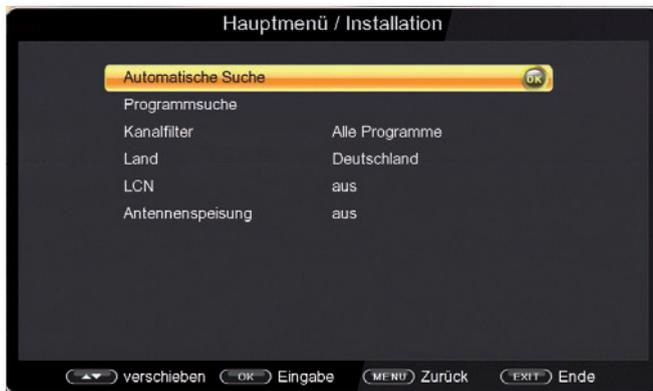 Hauptmenü / Installation
Automatische Suche OK
Programmsuche
Kanalfilter Alle Programme
Land Deutschland
LCN aus
Antennenspeisung aus
verschieben OK Eingabe MENU Zurück EXIT Ende